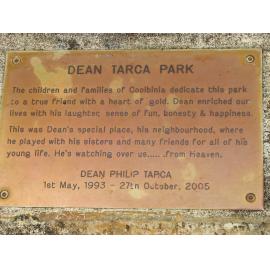 DEAN TARCA PARK
The children and families of Coolbinia dedicate this park
to a true friend with a heart of gold. Dean enriched our
lives with his laughter, sense of fun, honesty & happiness.
This was Dean's special place, his neighbourhood, where
he played with his sisters and many friends for all of his
young life. He's watching over us......from Heaven.
DEAN PHILIP TARCA
1st May, 1993 - 27th October, 2005